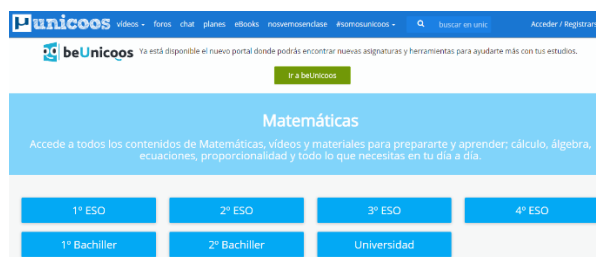 unicoos vídeos foros chat planes eBooks nosvemosenclase #somosunicoos buscar en unic Acceder / Registrars
beUnicoos Ya está disponible el nuevo portal donde podrás encontrar nuevas asignaturas y herramientas para ayudarte más con tus estudios.
Ir a beUnicoos
Matemáticas
Accede a todos los contenidos de Matemáticas, vídeos y materiales para prepararte y aprender; cálculo, álgebra,
ecuaciones, proporcionalidad y todo lo que necesitas en tu día a día.
1º ESO 2º ESO 3º ESO 4º ESO
1º Bachiller 2º Bachiller Universidad